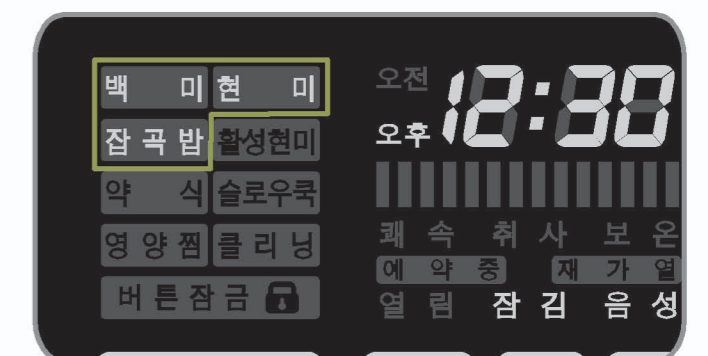 백 미 현 미
잡곡밥 활성현미
약 식 슬로우쿡
영양찜 클리닝
버튼잠금
오전
오후 12:30
쾌속 취사 보온
예약중 재가열
열림 잠김 음성